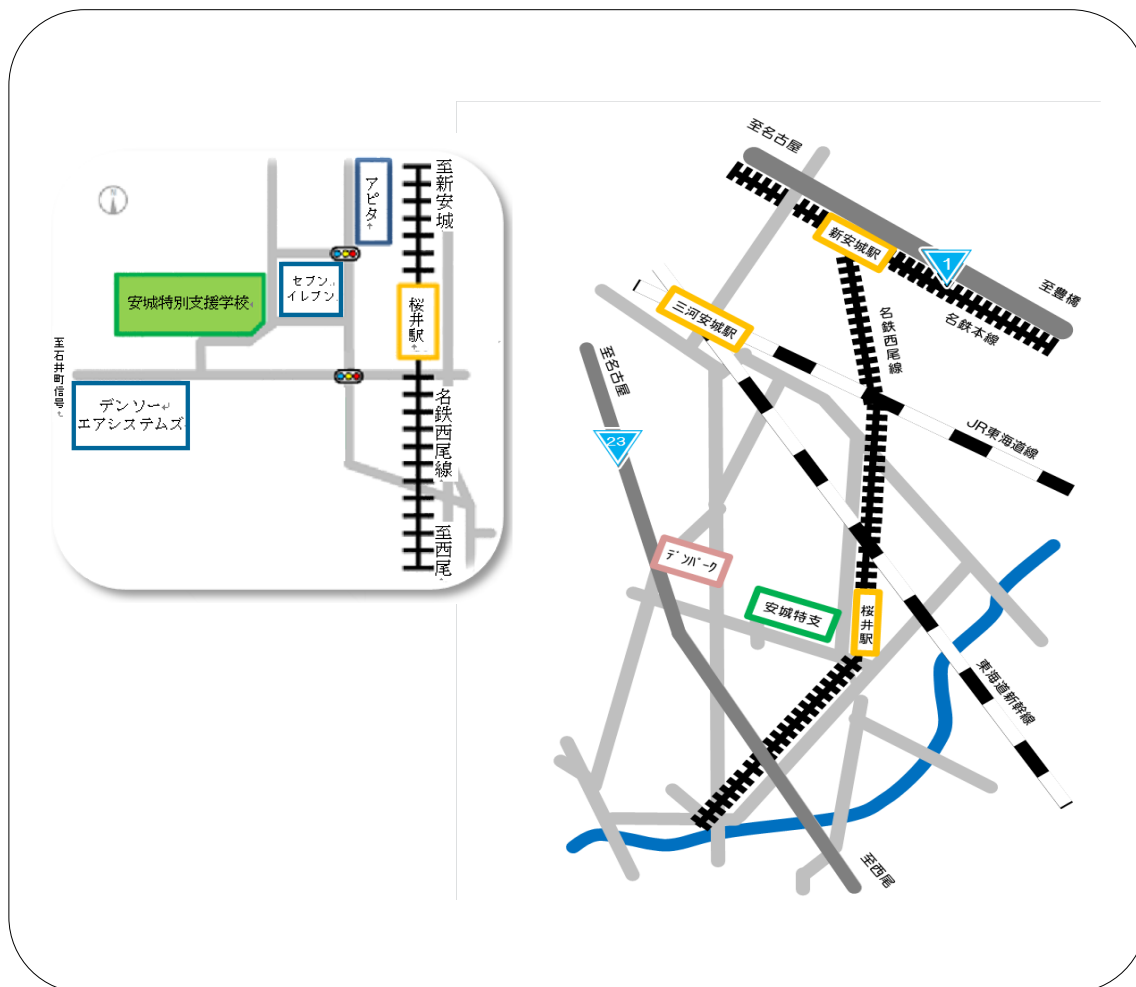 N
至新安城
アピタ
セブン
イレブン
安城特別支援学校
桜井駅
至石井町信号
デンソー
エアシステムズ
名鉄西尾線
至西尾
至名古屋
新安城駅
1
至豊橋
名鉄本線
三河安城駅
名鉄西尾線
至名古屋
23
JR東海道線
デンパーク
安城特支
桜井駅
東海道新幹線
至西尾